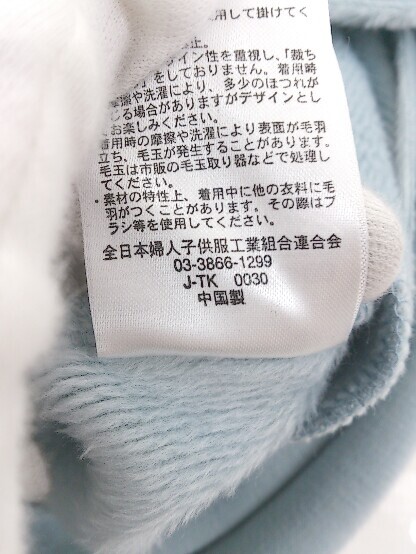 用して掛けてく
止。
イン性を重視し、「裁ち
」をしておりません。着用時
摩擦や洗濯により、多少のほつれが
じる場合がありますがデザインとし
お楽しみください。
着用時の摩擦や洗濯により表面が毛羽
立ち、毛玉が発生することがあります。
毛玉は市販の毛玉取り器などで処理し
てください。
・素材の特性上、着用中に他の衣料に毛
羽がつくことがあります。その際はブ
ラシ等を使用してください。
全日本婦人子供服工業組合連合会
03-3866-1299
J-TK 0030
中国製